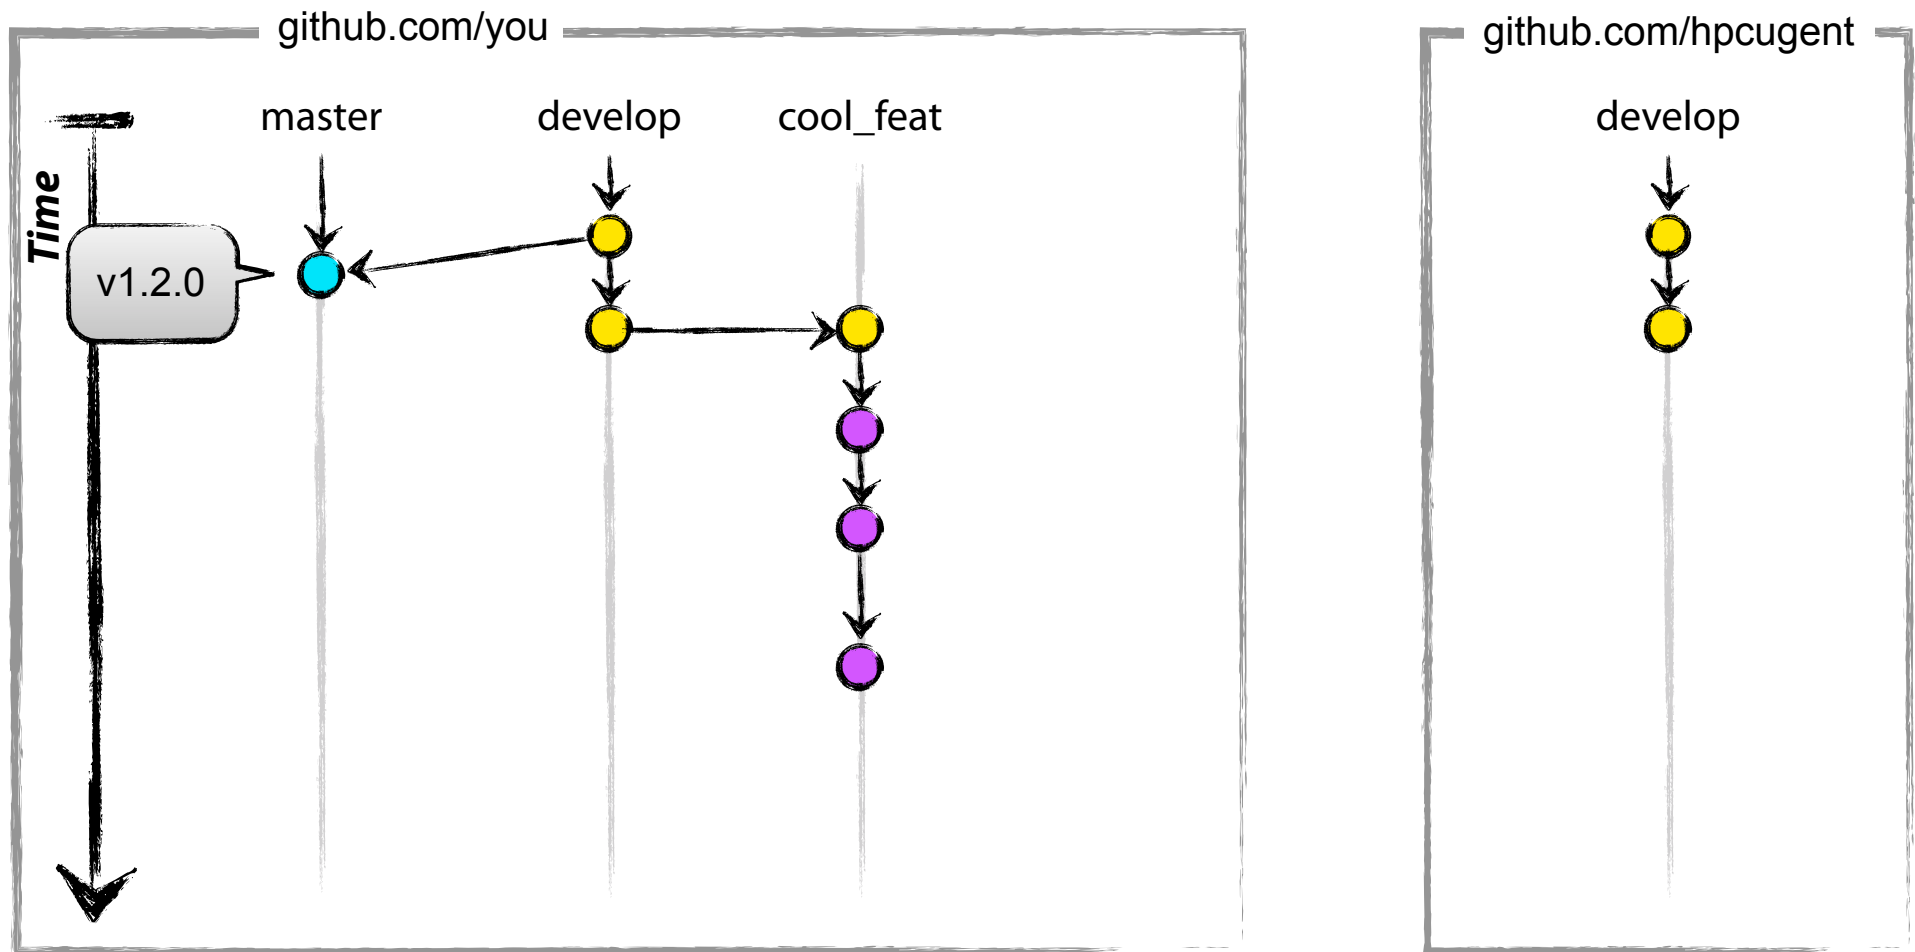 github.com/you
github.com/hpcugent
master
develop
cool_feat
develop
Time
v1.2.0